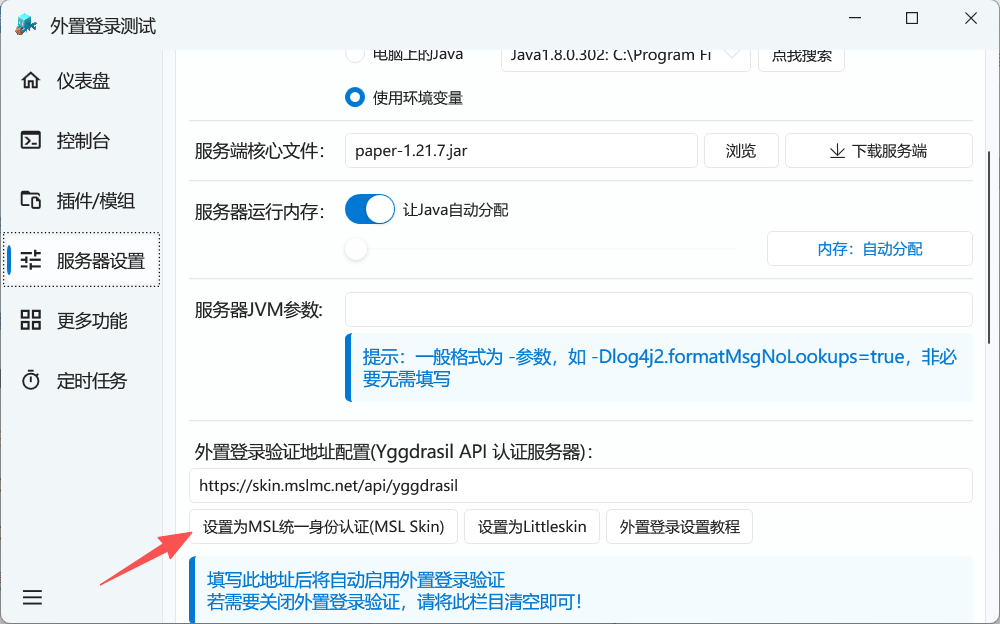 外置登录测试
仪表盘
控制台
插件/模组
服务器设置
更多功能
定时任务
电脑上的Java
Java1.8.0.302: C:\Program Fi
点我搜索
使用环境变量
服务端核心文件:
paper-1.21.7.jar
浏览
下载服务端
服务器运行内存:
让Java自动分配
内存：自动分配
服务器JVM参数:
提示：一般格式为 -参数，如 -Dlog4j2.formatMsgNoLookups=true，非必
要无需填写
外置登录验证地址配置(Yggdrasil API 认证服务器)：
https://skin.mslmc.net/api/yggdrasil
设置为MSL统一身份认证(MSL Skin)
设置为Littleskin
外置登录设置教程
填写此地址后将自动启用外置登录验证
若需要关闭外置登录验证，请将此栏目清空即可！